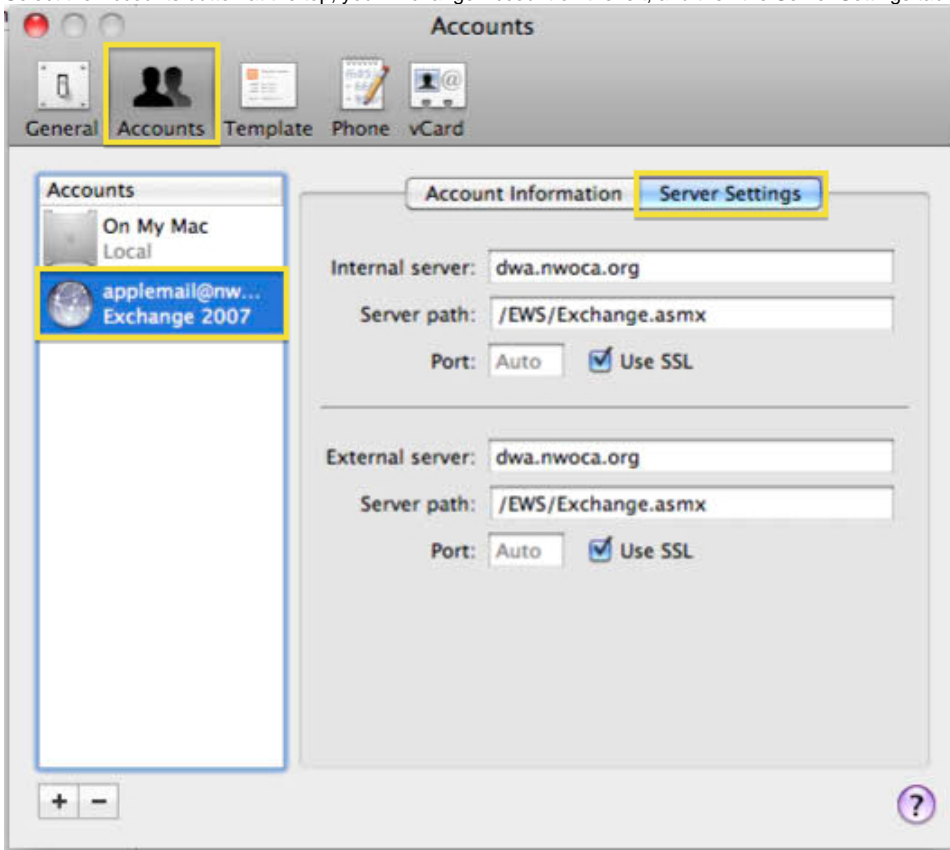 Accounts
General Accounts Template Phone vCard
Accounts
On My Mac
Local
applemail@nw...
Exchange 2007
Account Information Server Settings
Internal server: dwa.nwoca.org
Server path: /EWS/Exchange.asmx
Port: Auto Use SSL
External server: dwa.nwoca.org
Server path: /EWS/Exchange.asmx
Port: Auto Use SSL
+ - ?